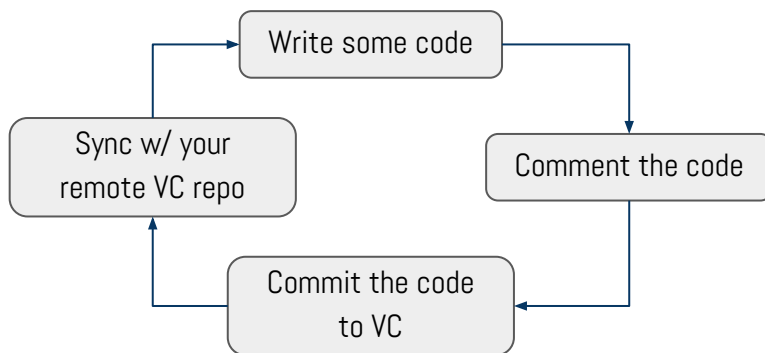 Write some code
Comment the code
Commit the code
to VC
Sync w/ your
remote VC repo